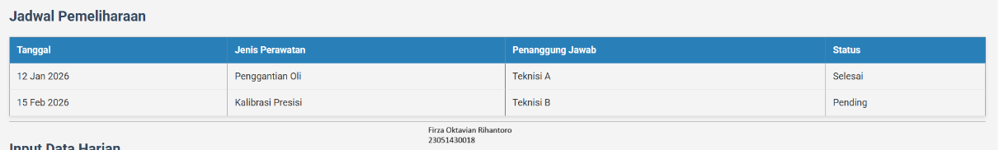 Jadwal Pemeliharaan
Tanggal Jenis Perawatan Penanggung Jawab Status
12 Jan 2026 Penggantian Oli Teknisi A Selesai
15 Feb 2026 Kalibrasi Presisi Teknisi B Pending
Firza Oktavian Rihantoro
23051430018
Input Data Harian